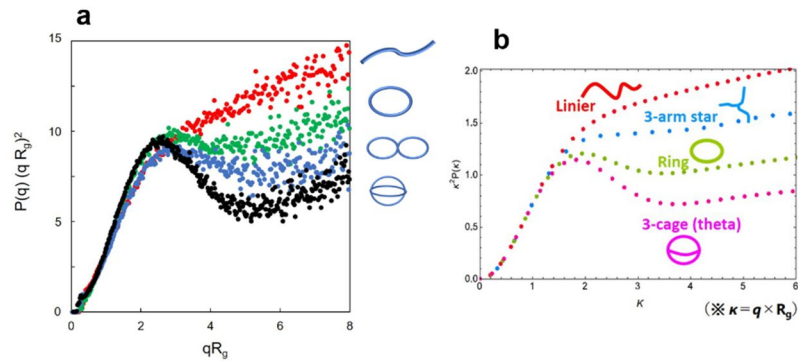 a
P(q) (q Rg)²
15
10
5
0
0
2
4
6
8
qRg
b
κ²P(κ)
2.0
1.5
1.0
0.5
0.0
0
1
2
3
4
5
6
κ
Linier
3-arm star
Ring
3-cage (theta)
(※ κ = q × Rg)